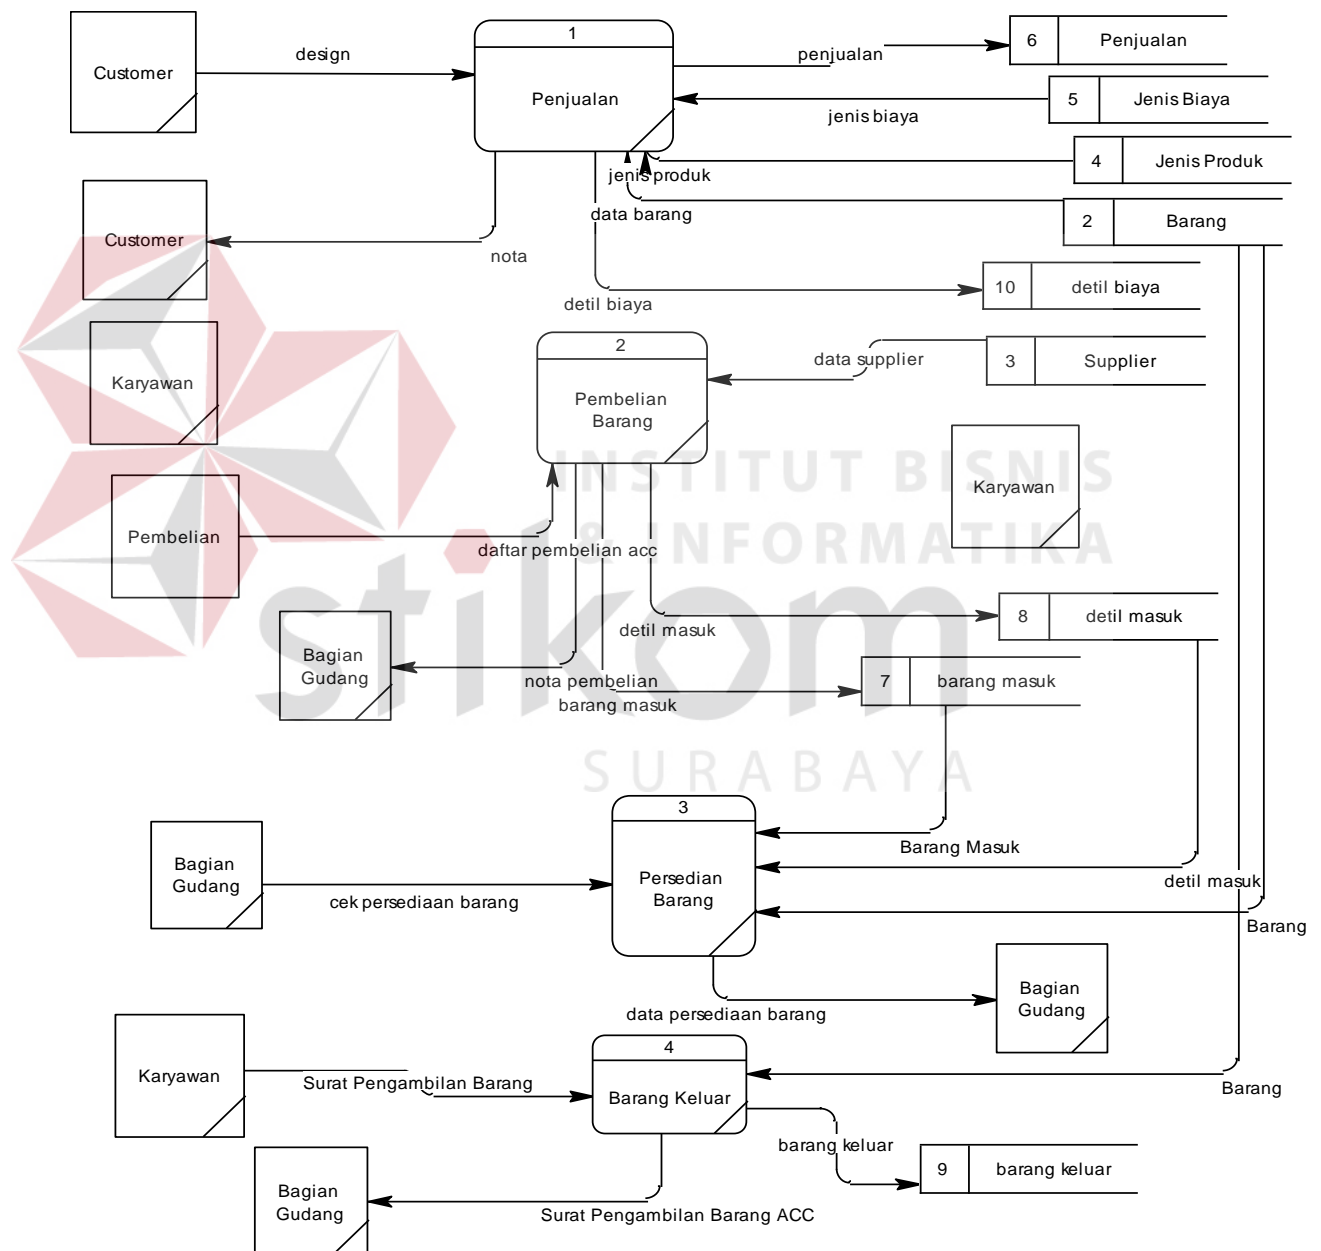 1
6
Penjualan
design
penjualan
Customer
Penjualan
5
Jenis Biaya
jenis biaya
4
Jenis Produk
jenis produk
data barang
2
Barang
Customer
nota
10
detil biaya
detil biaya
2
data supplier
3
Supplier
Karyawan
Pembelian
Barang
INSTITUT BISNIS
& INFORMATIKA
Karyawan
Pembelian
daftar pembelian acc
stikom
SURABAYA
8
detil masuk
detil masuk
Bagian
Gudang
nota pembelian
barang masuk
7
barang masuk
3
Barang Masuk
Bagian
Gudang
Persedian
Barang
cek persediaan barang
detil masuk
Barang
Bagian
Gudang
data persediaan barang
4
Karyawan
Surat Pengambilan Barang
Barang Keluar
Barang
barang keluar
9
barang keluar
Bagian
Gudang
Surat Pengambilan Barang ACC